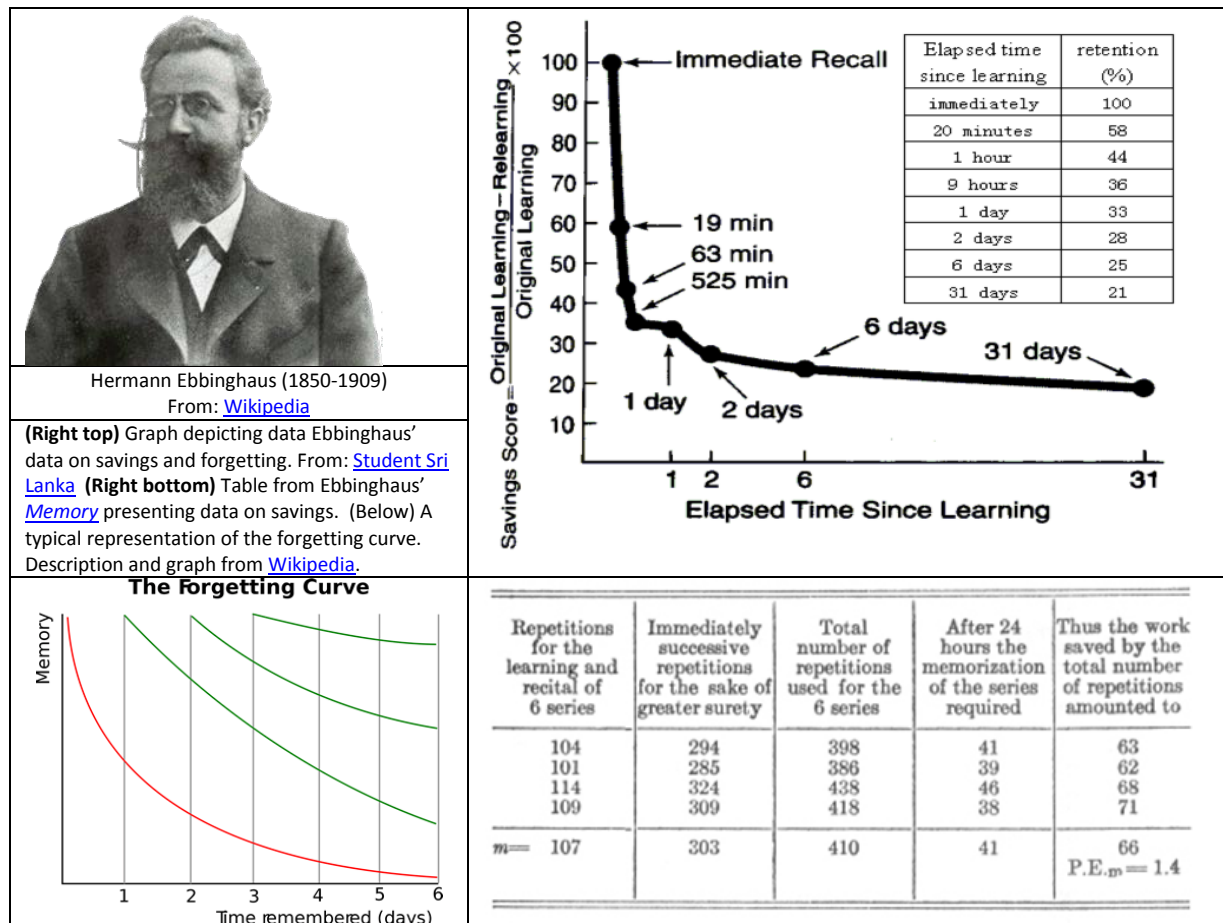 Hermann Ebbinghaus (1850-1909)
From: Wikipedia
(Right top) Graph depicting data Ebbinghaus’
data on savings and forgetting. From: Student Sri
Lanka (Right bottom) Table from Ebbinghaus’
Memory presenting data on savings. (Below) A
typical representation of the forgetting curve.
Description and graph from Wikipedia.
Savings Score= Original Learning – Relearning
Original Learning
×100
100
90
80
70
60
50
40
30
20
10
Immediate Recall
19 min
63 min
525 min
1 day
2 days
6 days
31 days
1 2 6 31
Elapsed Time Since Learning
Elapsed time since learning retention (%)
immediately 100
20 minutes 58
1 hour 44
9 hours 36
1 day 33
2 days 28
6 days 25
31 days 21
The Forgetting Curve
Memory
1 2 3 4 5 6
Time remembered (days)
Repetitions for the learning and recital of 6 series
Immediately successive repetitions for the sake of greater surety
Total number of repetitions used for the 6 series
After 24 hours the memorization of the series required
Thus the work saved by the total number of repetitions amounted to
104 294 398 41 63
101 285 386 39 62
114 324 438 46 68
109 309 418 38 71
m= 107 303 410 41 66
P.E.m = 1.4